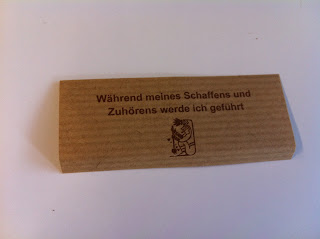 Während meines Schaffens und
Zuhörens werde ich geführt